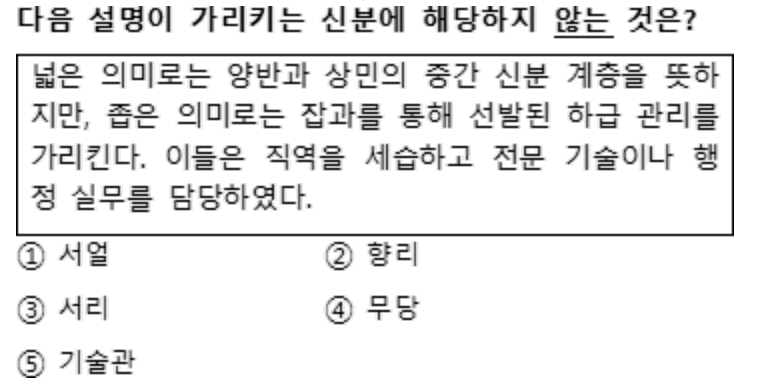 다음 설명이 가리키는 신분에 해당하지 않는 것은?
넓은 의미로는 양반과 상민의 중간 신분 계층을 뜻하
지만, 좁은 의미로는 잡과를 통해 선발된 하급 관리를
가리킨다. 이들은 직역을 세습하고 전문 기술이나 행
정 실무를 담당하였다.
① 서얼 ② 향리
③ 서리 ④ 무당
⑤ 기술관